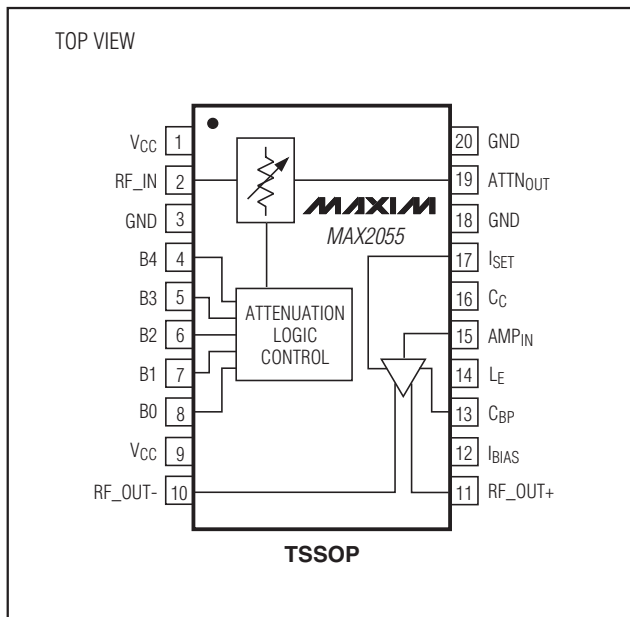 TOP VIEW
VCC 1
RF_IN 2
GND 3
B4 4
B3 5
B2 6
B1 7
B0 8
VCC 9
RF_OUT- 10
MAXIM
MAX2055
ATTENUATION
LOGIC
CONTROL
20 GND
19 ATTNOUT
18 GND
17 ISET
16 CC
15 AMPIN
14 LE
13 CBP
12 IBIAS
11 RF_OUT+
TSSOP